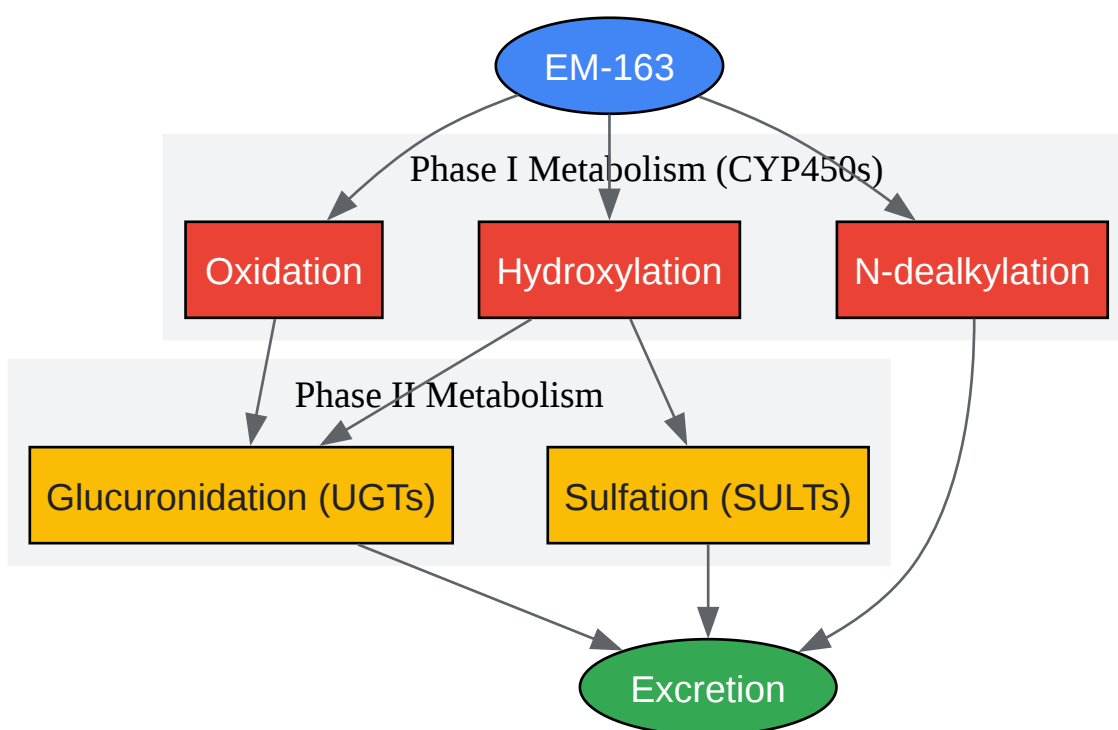 EM-163
Phase I Metabolism (CYP450s)
Oxidation
Hydroxylation
N-dealkylation
Phase II Metabolism
Glucuronidation (UGTs)
Sulfation (SULTs)
Excretion